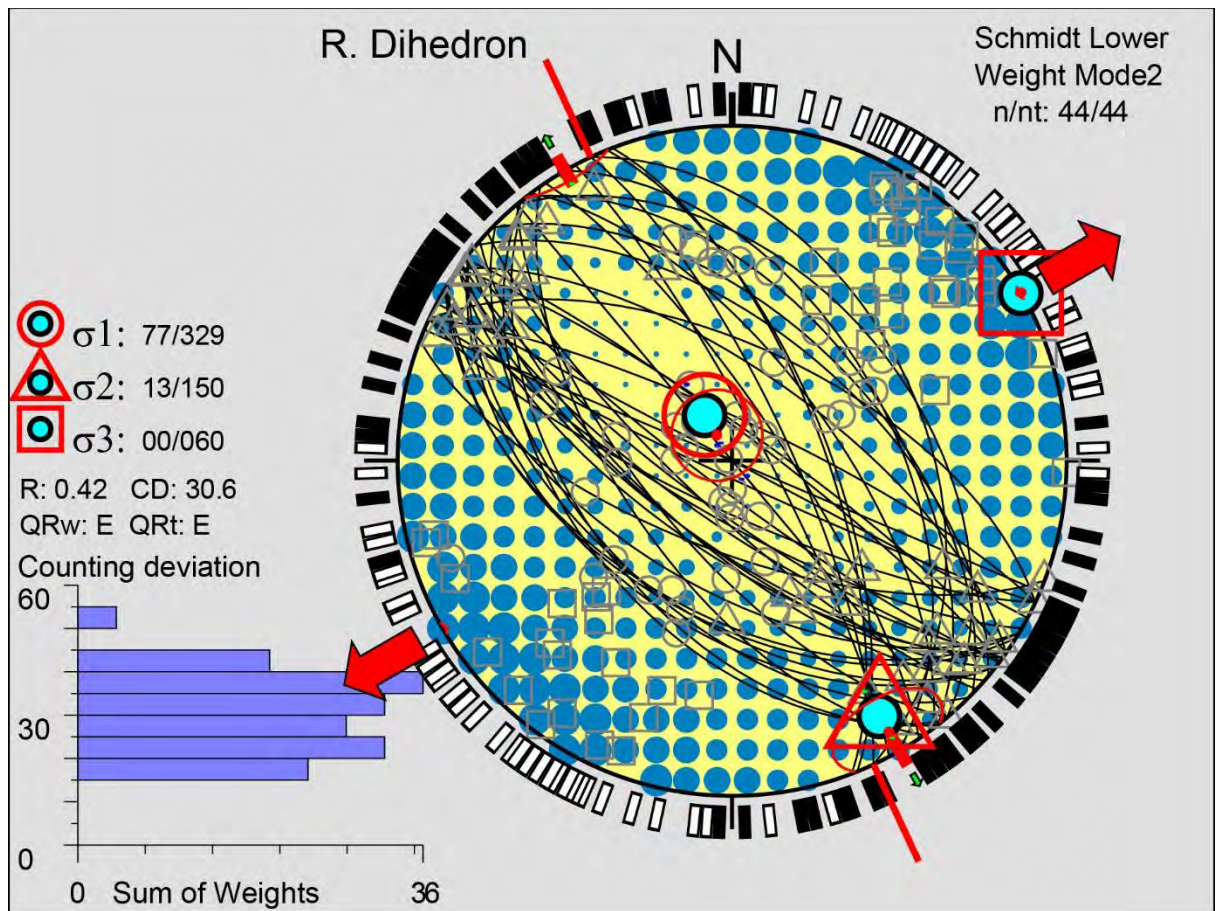 R. Dihedron
N
Schmidt Lower
Weight Mode2
n/nt: 44/44
σ1: 77/329
σ2: 13/150
σ3: 00/060
R: 0.42 CD: 30.6
QRw: E QRt: E
Counting deviation
60
30
0
0 Sum of Weights 36